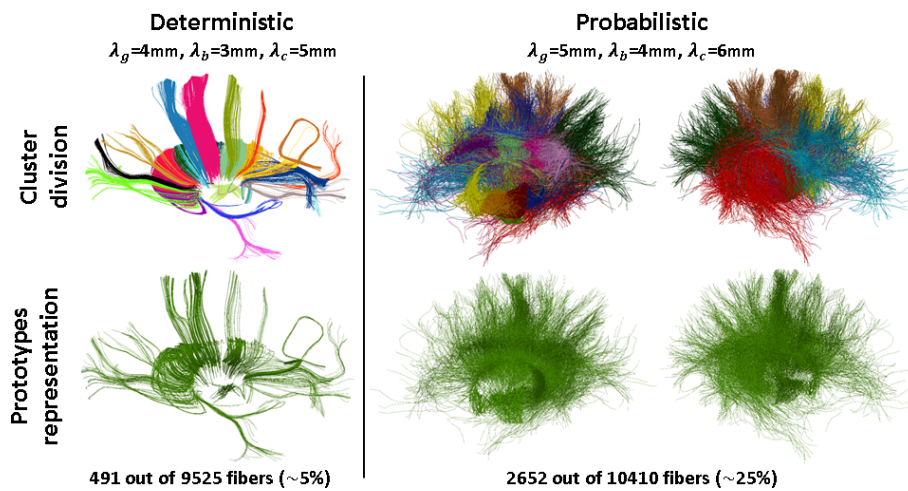 Deterministic
λg=4mm, λb=3mm, λc=5mm
Probabilistic
λg=5mm, λb=4mm, λc=6mm
Cluster
division
Prototypes
representation
491 out of 9525 fibers (~5%)
2652 out of 10410 fibers (~25%)